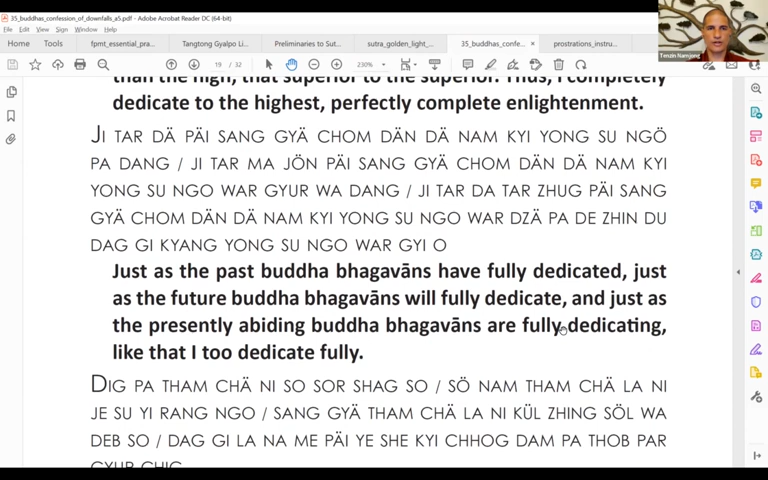 35_buddhas_confession_of_downfalls_a5.pdf - Adobe Acrobat Reader DC (64-bit)
File Edit View Sign Window Help
Home Tools fpmt_essential_pra... Tangtong Gyalpo Li... Preliminaries to Sut... sutra_golden_light_... 35_buddhas_confe... × prostrations_instru...
19 / 32 230%
Tenzin Namjong
than the high, that superior to the superior. Thus, I completely
dedicate to the highest, perfectly complete enlightenment.
JI TAR DÄ PÄI SANG GYÄ CHOM DÄN DÄ NAM KYI YONG SU NGÖ
PA DANG / JI TAR MA JÖN PÄI SANG GYÄ CHOM DÄN DÄ NAM KYI
YONG SU NGO WAR GYUR WA DANG / JI TAR DA TAR ZHUG PÄI SANG
GYÄ CHOM DÄN DÄ NAM KYI YONG SU NGO WAR DZÄ PA DE ZHIN DU
DAG GI KYANG YONG SU NGO WAR GYI O
Just as the past buddha bhagavāns have fully dedicated, just
as the future buddha bhagavāns will fully dedicate, and just as
the presently abiding buddha bhagavāns are fully dedicating,
like that I too dedicate fully.
DIG PA THAM CHÄ NI SO SOR SHAG SO / SÖ NAM THAM CHÄ LA NI
JE SU YI RANG NGO / SANG GYÄ THAM CHÄ LA NI KÜL ZHING SÖL WA
DEB SO / DAG GI LA NA ME PÄI YE SHE KYI CHHOG DAM PA THOB PAR
GYUR CHIG